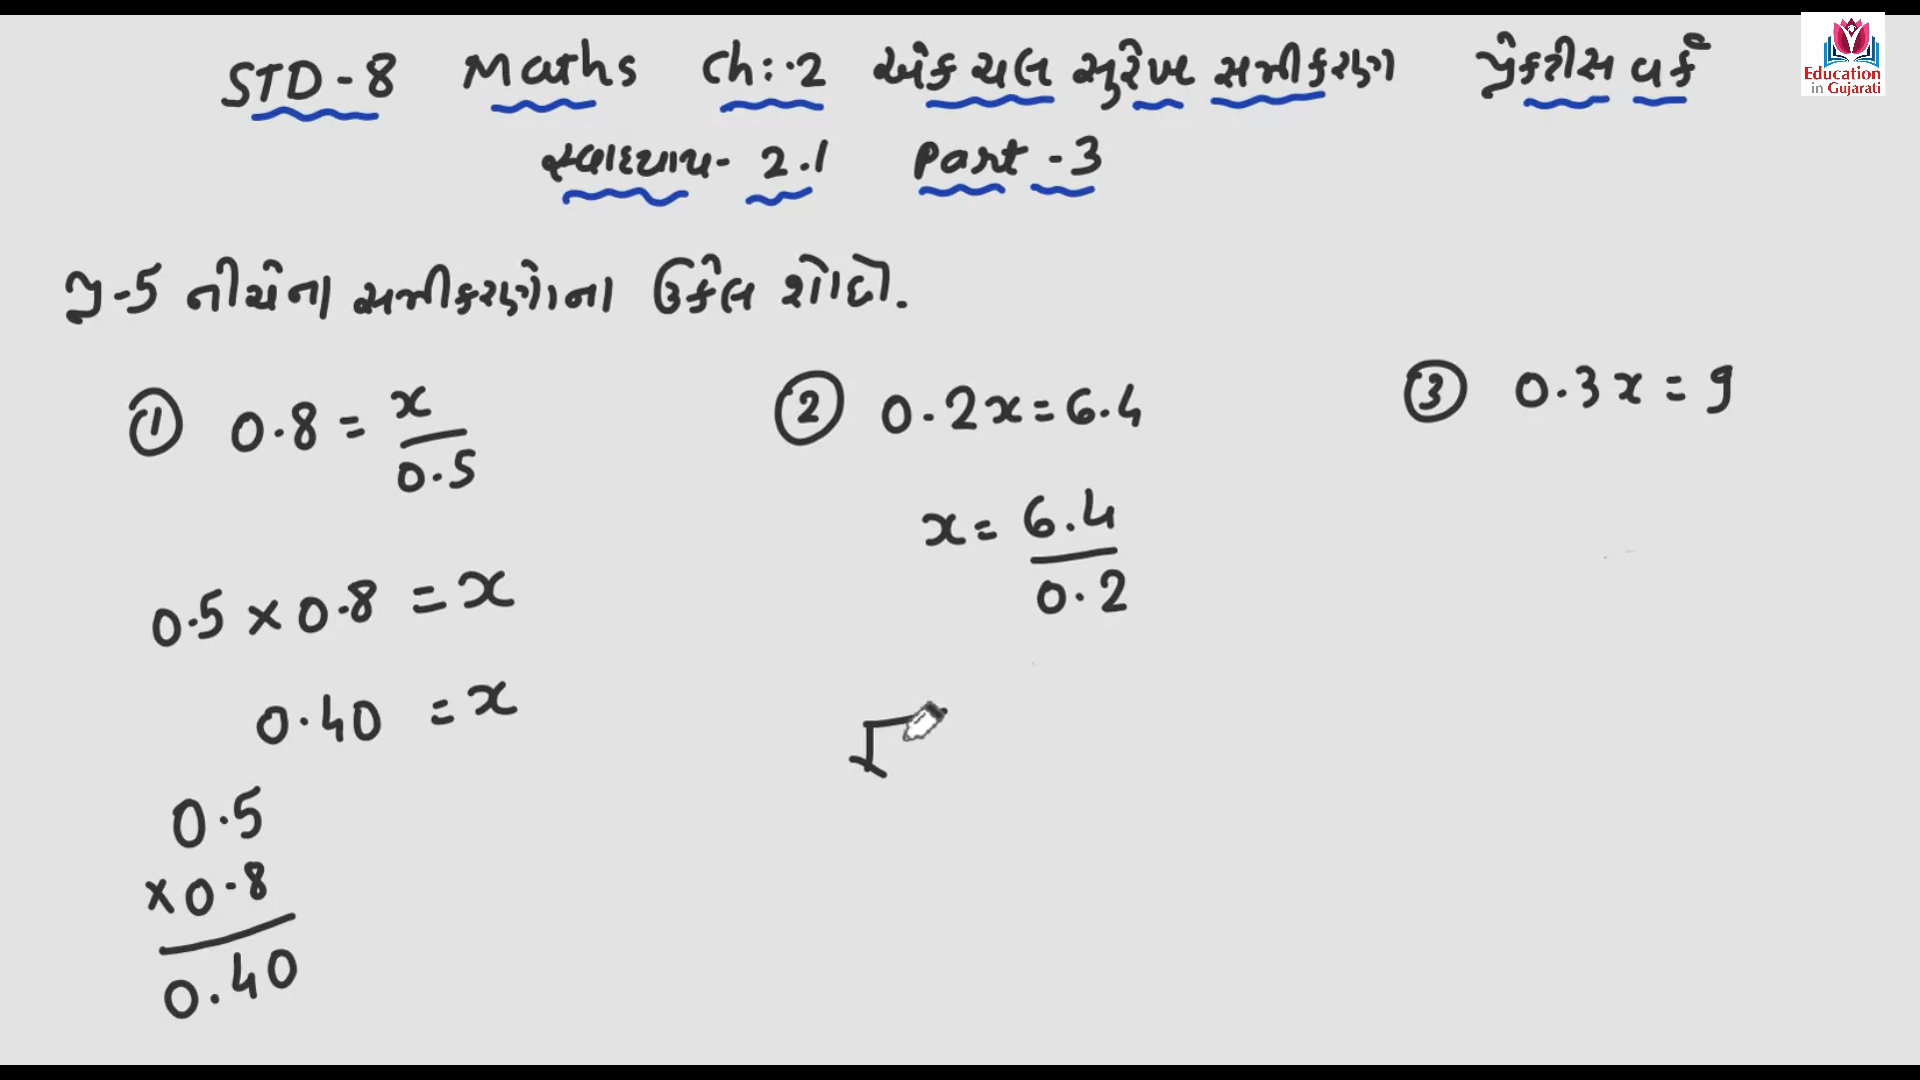 STD-8 Maths Ch:.2 એક ચલ સુરેખ સમીકરણ પ્રેકટીસ વર્ક
Education
in Gujarati
સ્વાધ્યાય- 2.1 Part -3
પ્ર-5 નીચેના સમીકરણોના ઉકેલ શોધો.
① 0.8 = x/0.5
0.5 × 0.8 = x
0.40 = x
0.5
× 0.8
0.40
② 0.2x = 6.4
x = 6.4/0.2
③ 0.3x = 9